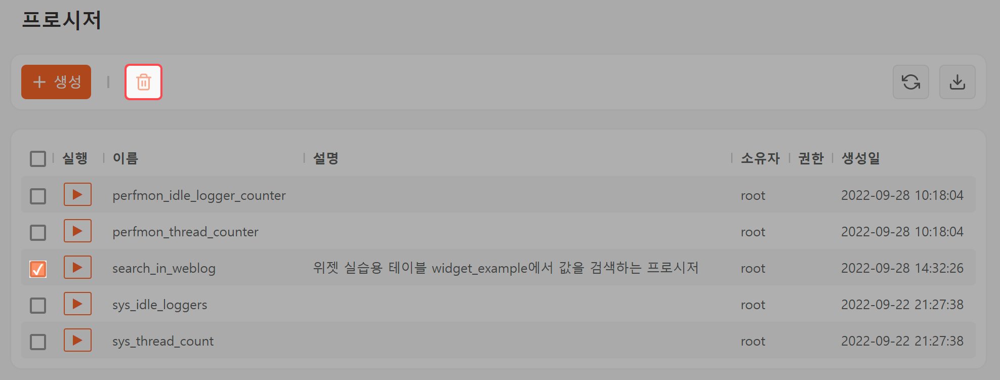 프로시저
생성
실행 이름 설명 소유자 권한 생성일
perfmon_idle_logger_counter root 2022-09-28 10:18:04
perfmon_thread_counter root 2022-09-28 10:18:04
search_in_weblog 위젯 실습용 테이블 widget_example에서 값을 검색하는 프로시저 root 2022-09-28 14:32:26
sys_idle_loggers root 2022-09-22 21:27:38
sys_thread_count root 2022-09-22 21:27:38